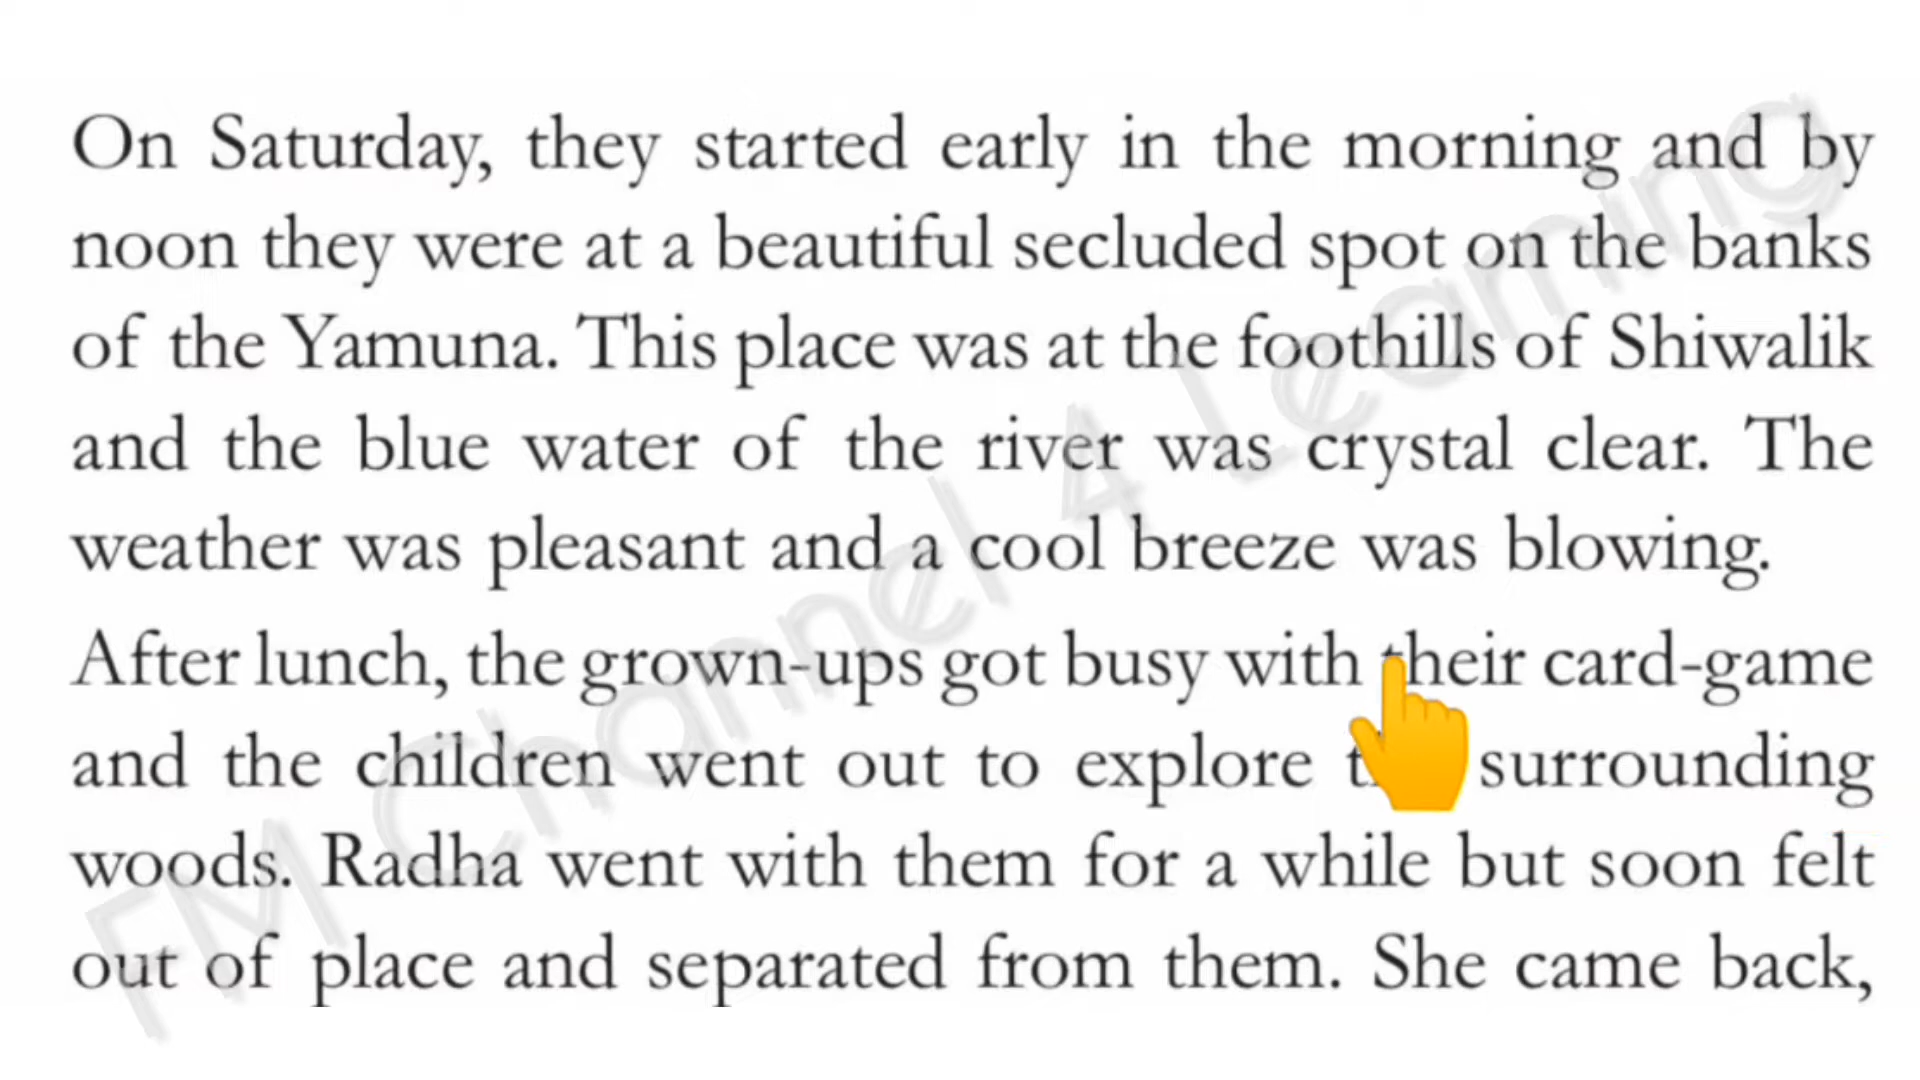 On Saturday, they started early in the morning and by
noon they were at a beautiful secluded spot on the banks
of the Yamuna. This place was at the foothills of Shiwalik
and the blue water of the river was crystal clear. The
weather was pleasant and a cool breeze was blowing.
After lunch, the grown-ups got busy with their card-game
and the children went out to explore surrounding
woods. Radha went with them for a while but soon felt
out of place and separated from them. She came back,
FM Channel 4 Learning